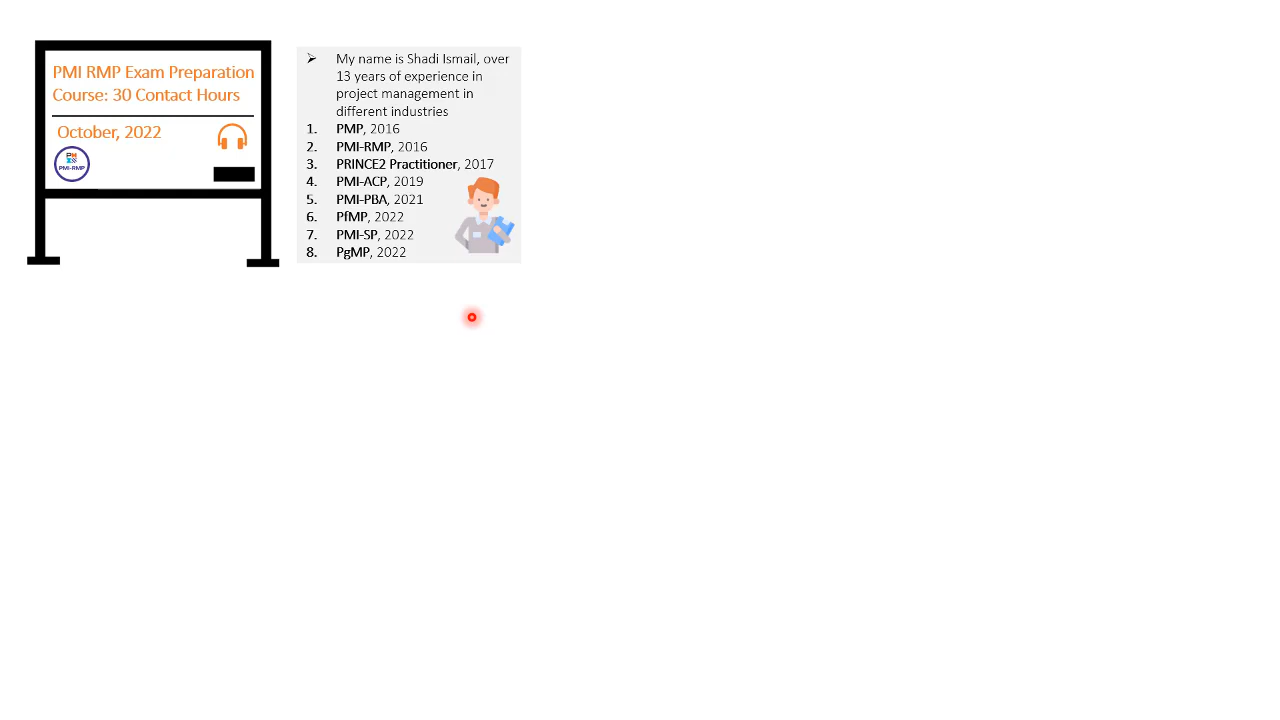 PMI RMP Exam Preparation
Course: 30 Contact Hours
October, 2022
PMI-RMP
My name is Shadi Ismail, over
13 years of experience in
project management in
different industries
1. PMP, 2016
2. PMI-RMP, 2016
3. PRINCE2 Practitioner, 2017
4. PMI-ACP, 2019
5. PMI-PBA, 2021
6. PfMP, 2022
7. PMI-SP, 2022
8. PgMP, 2022